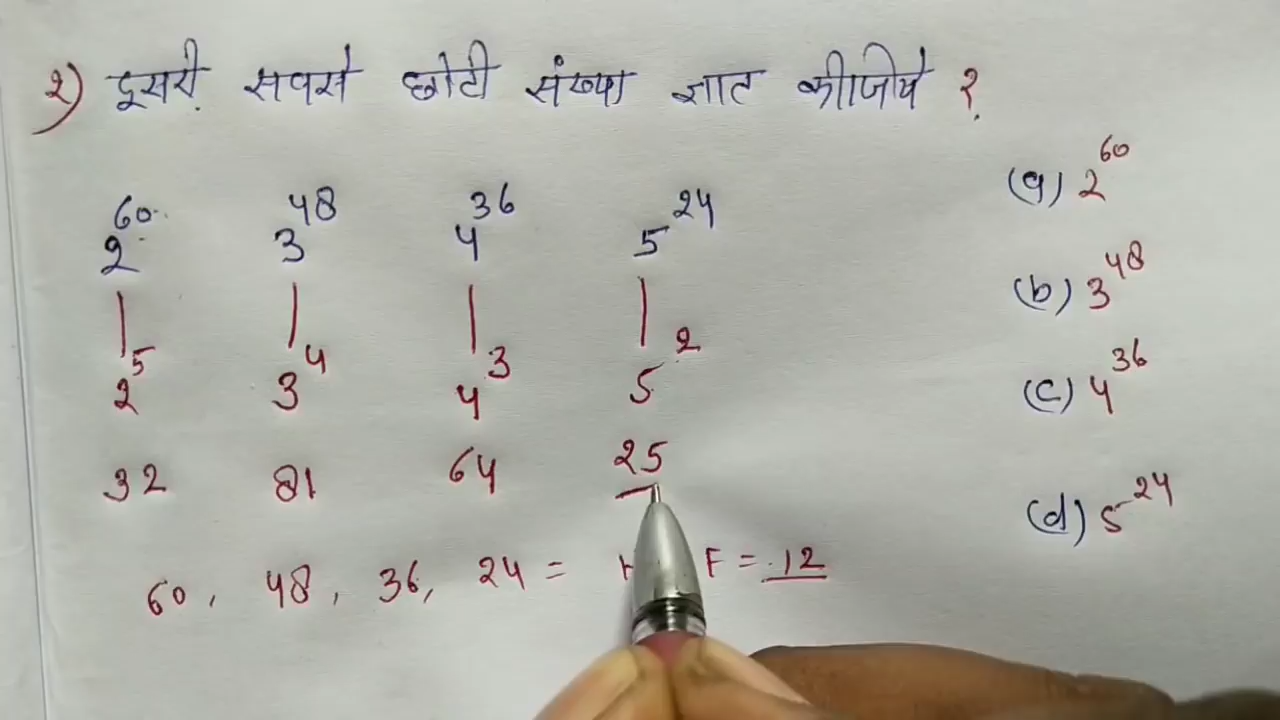 २) दूसरी सबसे छोटी संख्या ज्ञात कीजिये ?
2^60 3^48 4^36 5^24
2^5 3^4 4^3 5^2
32 81 64 25
60, 48, 36, 24 = F = 12
(a) 2^60
(b) 3^48
(c) 4^36
(d) 5^24